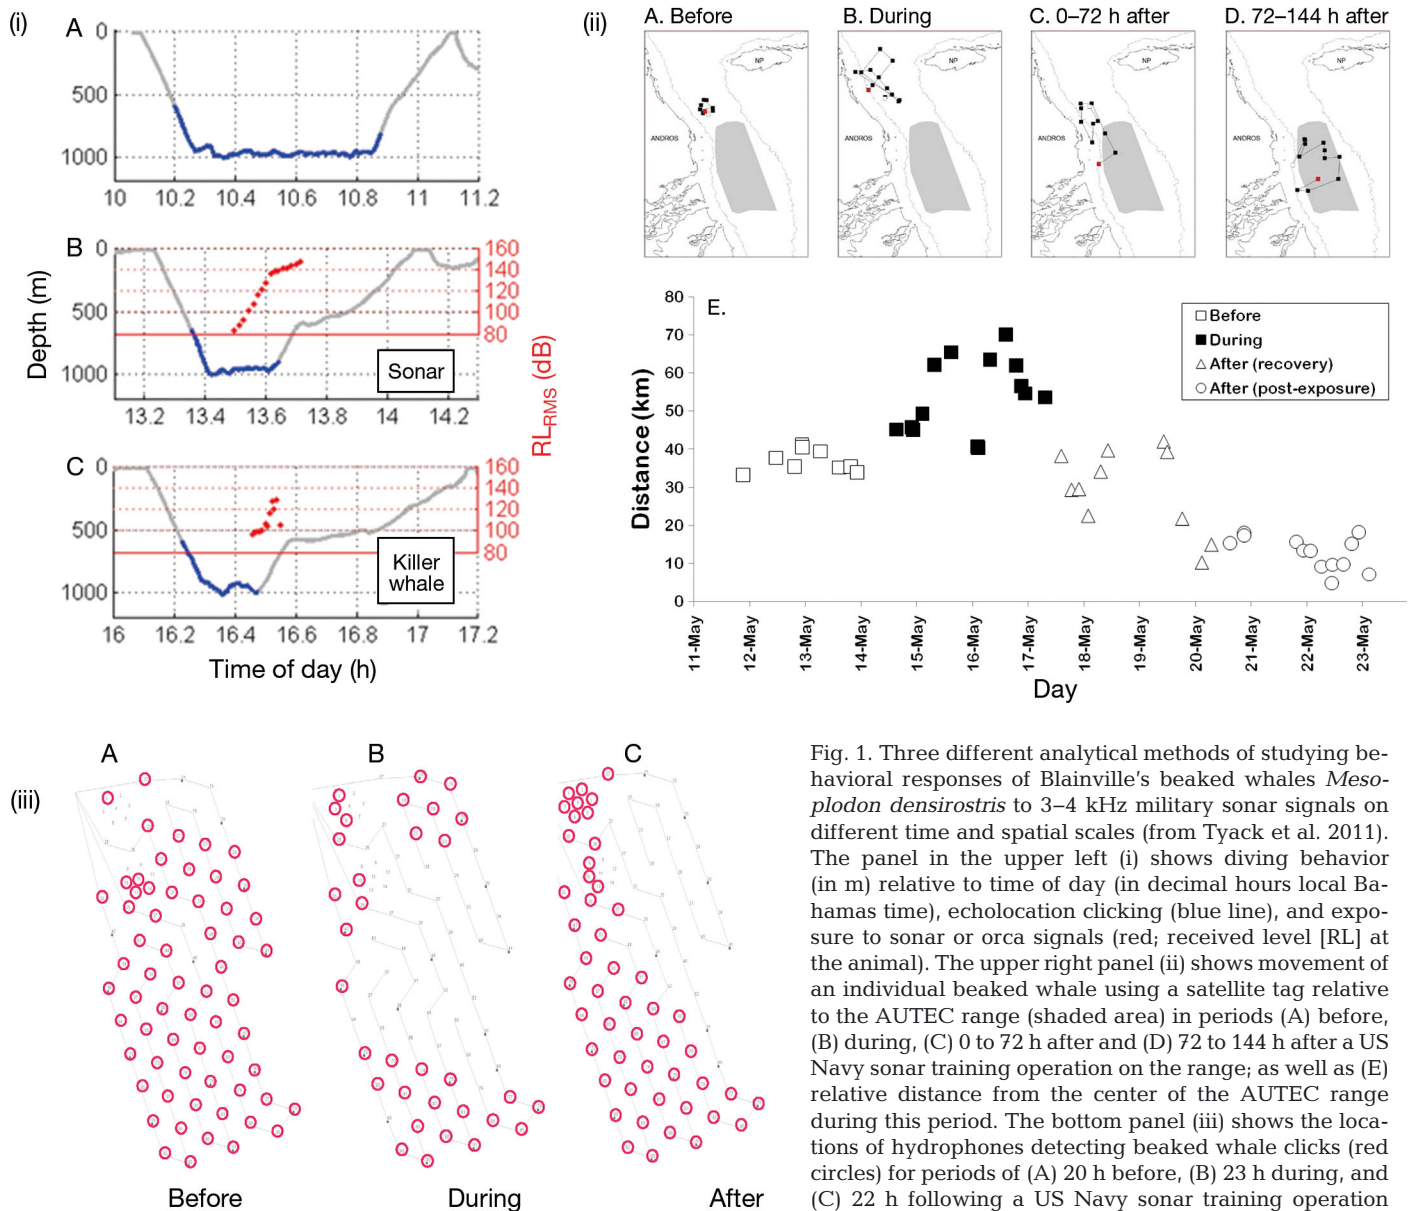 (i)
A
0
500
1000
10
10.2
10.4
10.6
10.8
11
11.2
B
0
500
1000
160
140
120
100
80
Sonar
13.2
13.4
13.6
13.8
14
14.2
C
0
500
1000
160
140
120
100
80
Killer
whale
16
16.2
16.4
16.6
16.8
17
17.2
Depth (m)
RLRMS (dB)
Time of day (h)
(ii)
A. Before
B. During
C. 0–72 h after
D. 72–144 h after
NP
ANDROS
NP
ANDROS
NP
ANDROS
NP
ANDROS
E.
80
70
60
50
40
30
20
10
0
Distance (km)
Before
During
After (recovery)
After (post-exposure)
11-May
12-May
13-May
14-May
15-May
16-May
17-May
18-May
19-May
20-May
21-May
22-May
23-May
Day
(iii)
A
B
C
Before
During
After
Fig. 1. Three different analytical methods of studying be-
havioral responses of Blainville's beaked whales Meso-
plodon densirostris to 3–4 kHz military sonar signals on
different time and spatial scales (from Tyack et al. 2011).
The panel in the upper left (i) shows diving behavior
(in m) relative to time of day (in decimal hours local Ba-
hamas time), echolocation clicking (blue line), and expo-
sure to sonar or orca signals (red; received level [RL] at
the animal). The upper right panel (ii) shows movement of
an individual beaked whale using a satellite tag relative
to the AUTEC range (shaded area) in periods (A) before,
(B) during, (C) 0 to 72 h after and (D) 72 to 144 h after a US
Navy sonar training operation on the range; as well as (E)
relative distance from the center of the AUTEC range
during this period. The bottom panel (iii) shows the loca-
tions of hydrophones detecting beaked whale clicks (red
circles) for periods of (A) 20 h before, (B) 23 h during, and
(C) 22 h following a US Navy sonar training operation